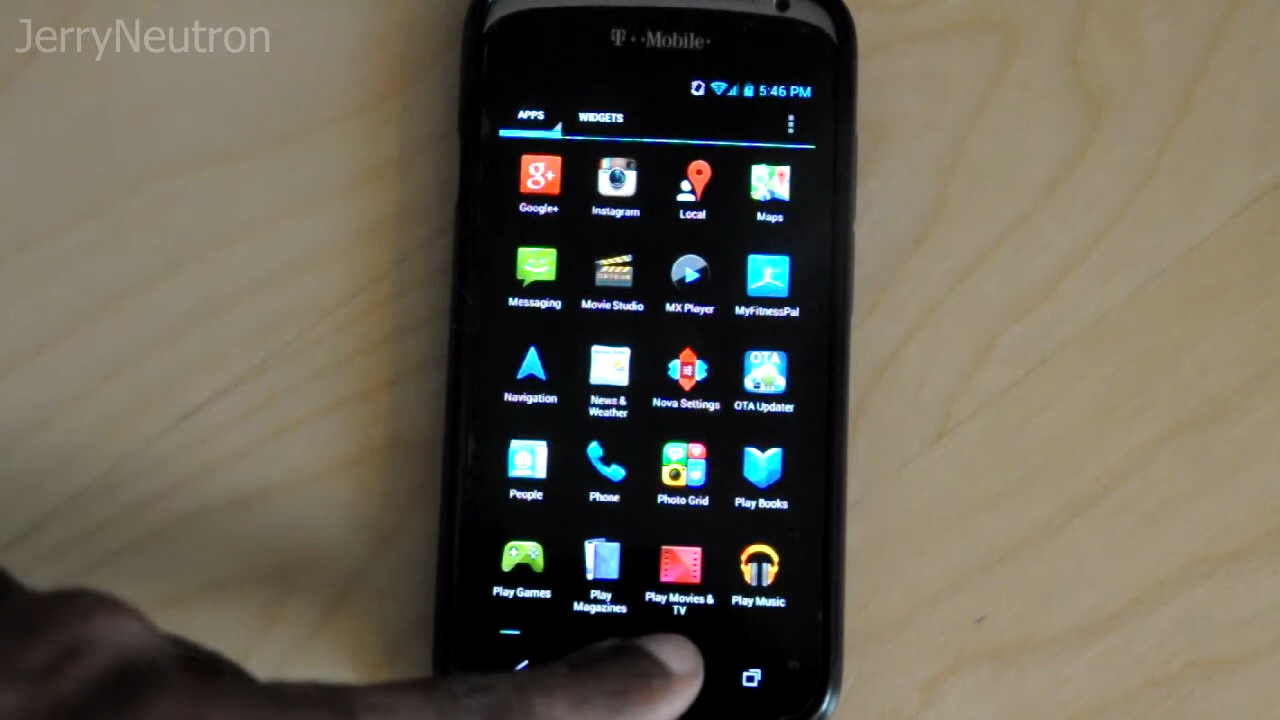 JerryNeutron
T··Mobile·
5:46 PM
APPS WIDGETS
Google+ Instagram Local Maps
Messaging Movie Studio MX Player MyFitnessPal
Navigation News & Weather Nova Settings OTA Updater
OTA
People Phone Photo Grid Play Books
Play Games Play Magazines Play Movies & TV Play Music